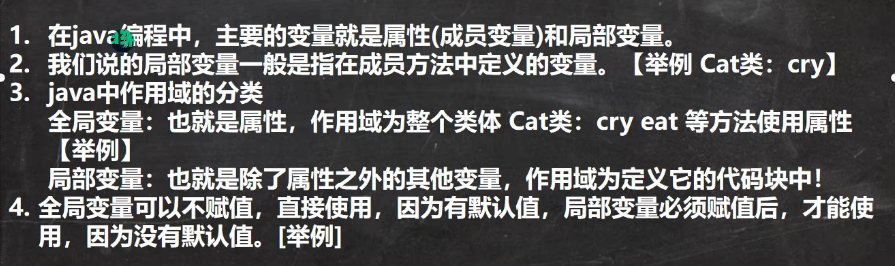 1. 在java编程中，主要的变量就是属性(成员变量)和局部变量。
2. 我们说的局部变量一般是指在成员方法中定义的变量。【举例 Cat类：cry】
3. java中作用域的分类
全局变量：也就是属性，作用域为整个类体 Cat类：cry eat 等方法使用属性
【举例】
局部变量：也就是除了属性之外的其他变量，作用域为定义它的代码块中！
4. 全局变量可以不赋值，直接使用，因为有默认值，局部变量必须赋值后，才能使
用，因为没有默认值。[举例]